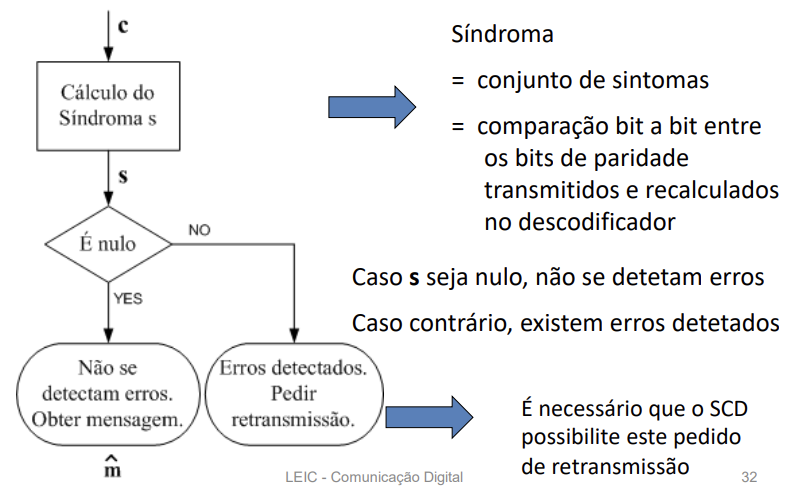 c
Cálculo do
Síndroma s
s
É nulo
NO
YES
Não se
detectam erros.
Obter mensagem.
m̂
Erros detectados.
Pedir
retransmissão.
Síndroma
= conjunto de sintomas
= comparação bit a bit entre
os bits de paridade
transmitidos e recalculados
no descodificador
Caso s seja nulo, não se detetam erros
Caso contrário, existem erros detetados
É necessário que o SCD
possibilite este pedido
de retransmissão
LEIC - Comunicação Digital
32